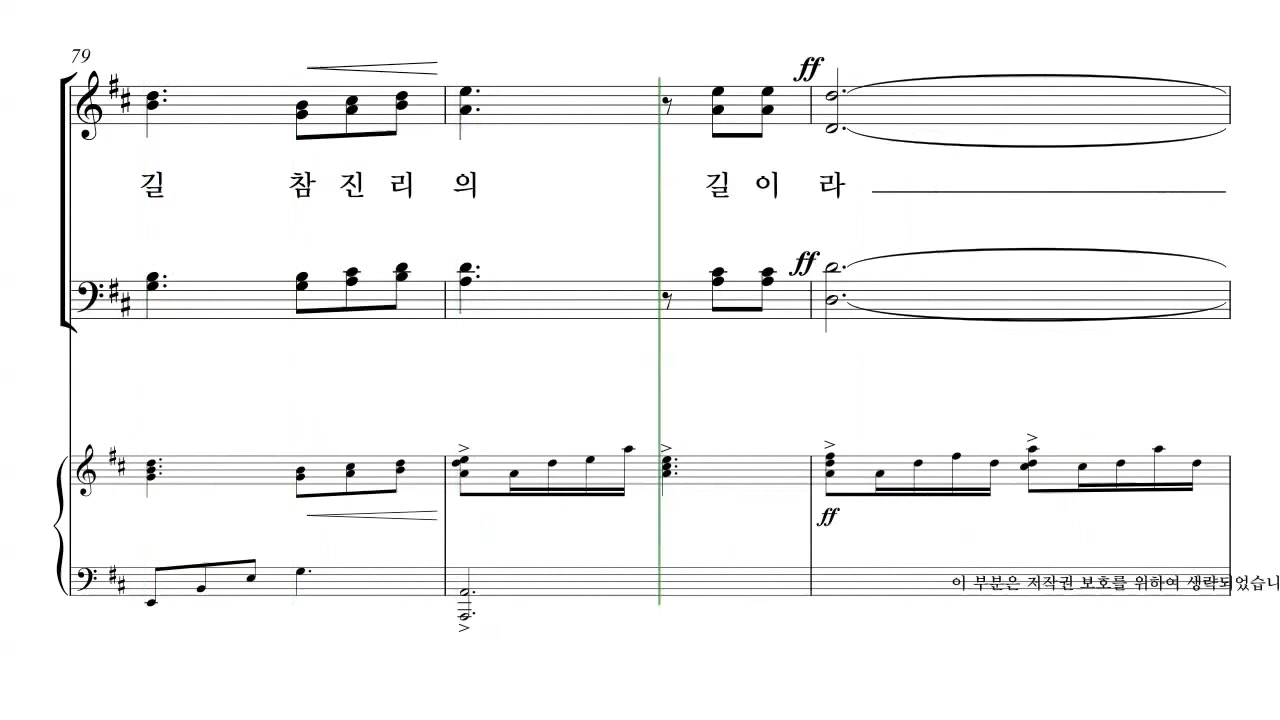 79
ff
길 참 진 리 의 길 이 라
ff
ff
이 부분은 저작권 보호를 위하여 생략되었습니